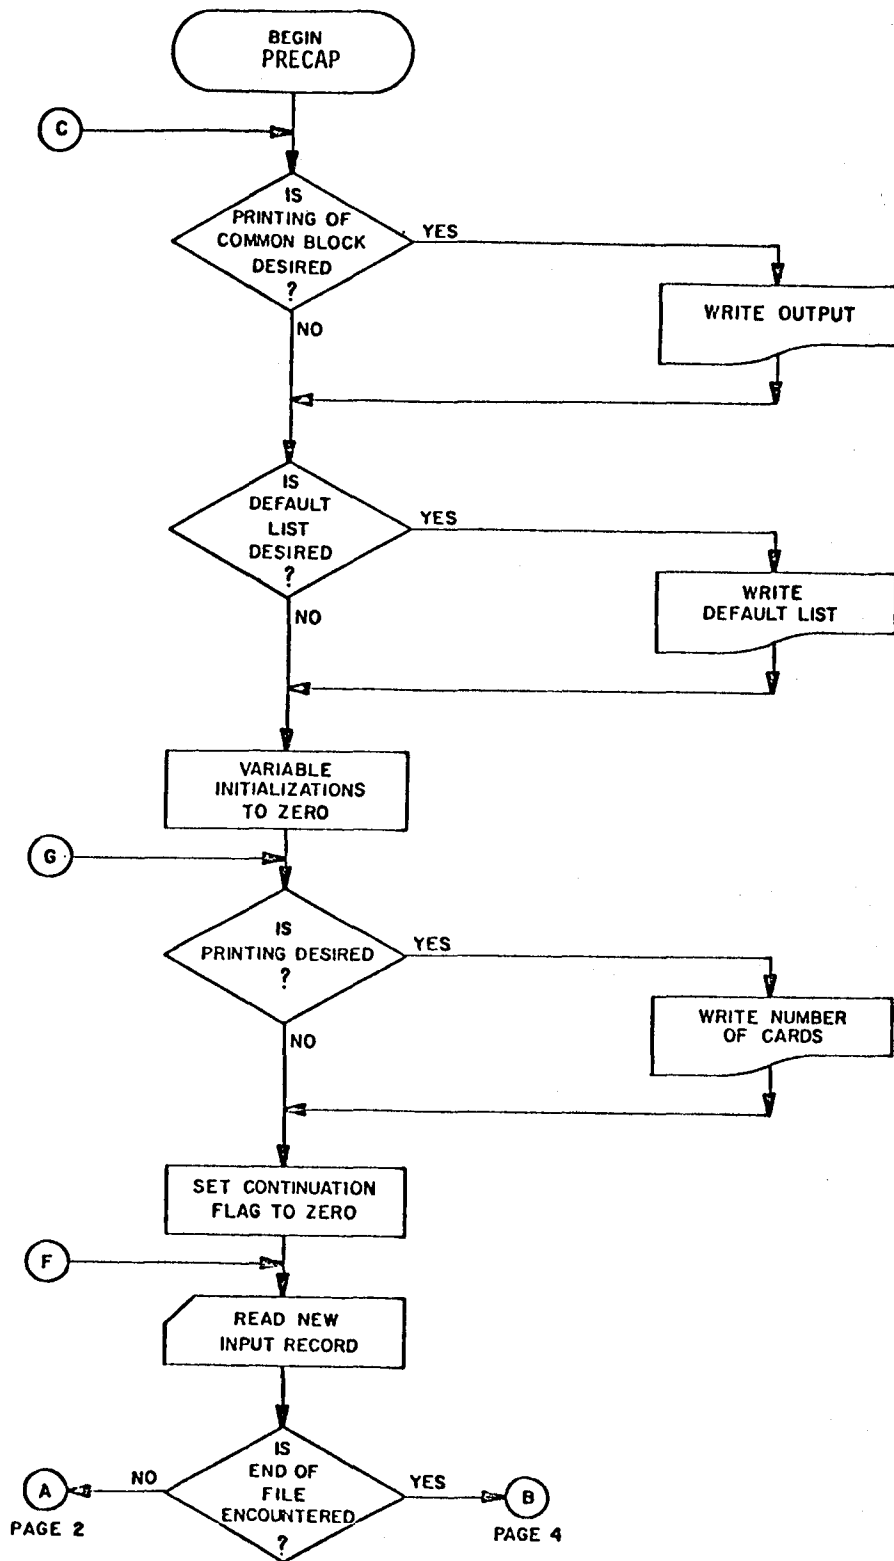 BEGIN
PRECAP
C
IS
PRINTING OF
COMMON BLOCK
DESIRED
?
YES
WRITE OUTPUT
NO
IS
DEFAULT
LIST
DESIRED
?
YES
WRITE
DEFAULT LIST
NO
VARIABLE
INITIALIZATIONS
TO ZERO
G
IS
PRINTING DESIRED
?
YES
WRITE NUMBER
OF CARDS
NO
SET CONTINUATION
FLAG TO ZERO
F
READ NEW
INPUT RECORD
IS
END OF
FILE
ENCOUNTERED
?
NO
A
PAGE 2
YES
B
PAGE 4